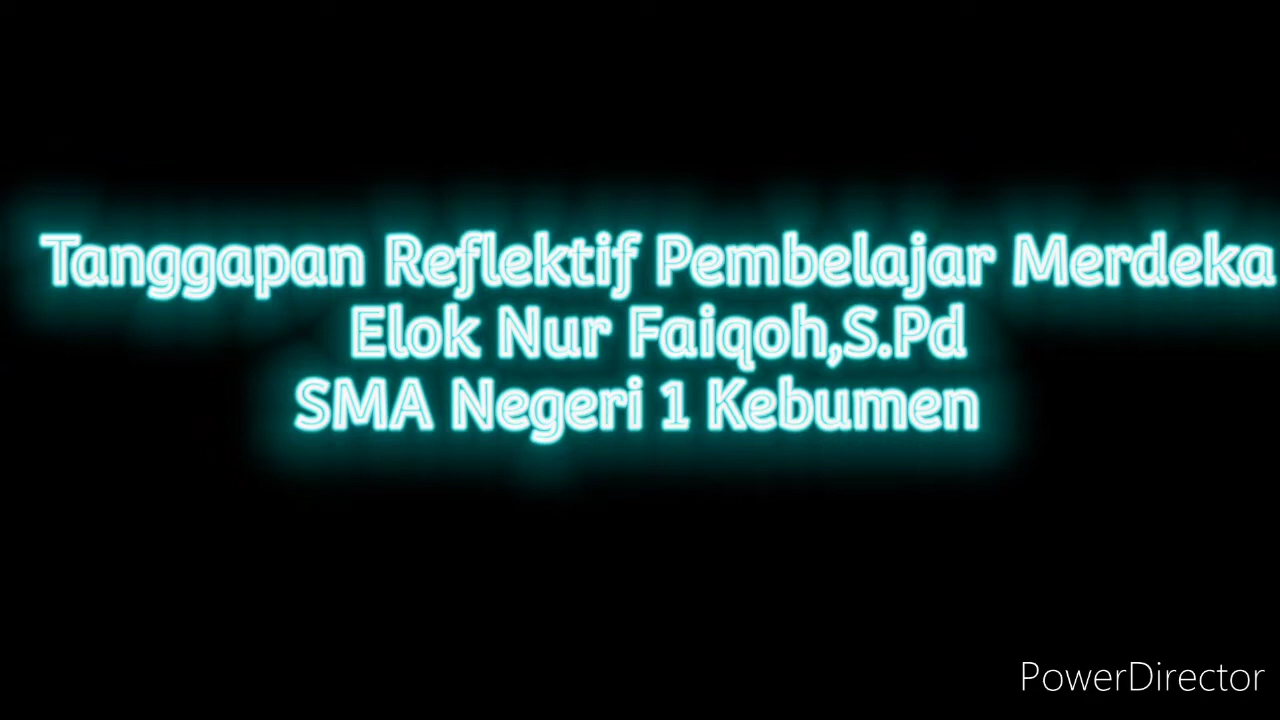 Tanggapan Reflektif Pembelajar Merdeka
Elok Nur Faiqoh,S.Pd
SMA Negeri 1 Kebumen
PowerDirector